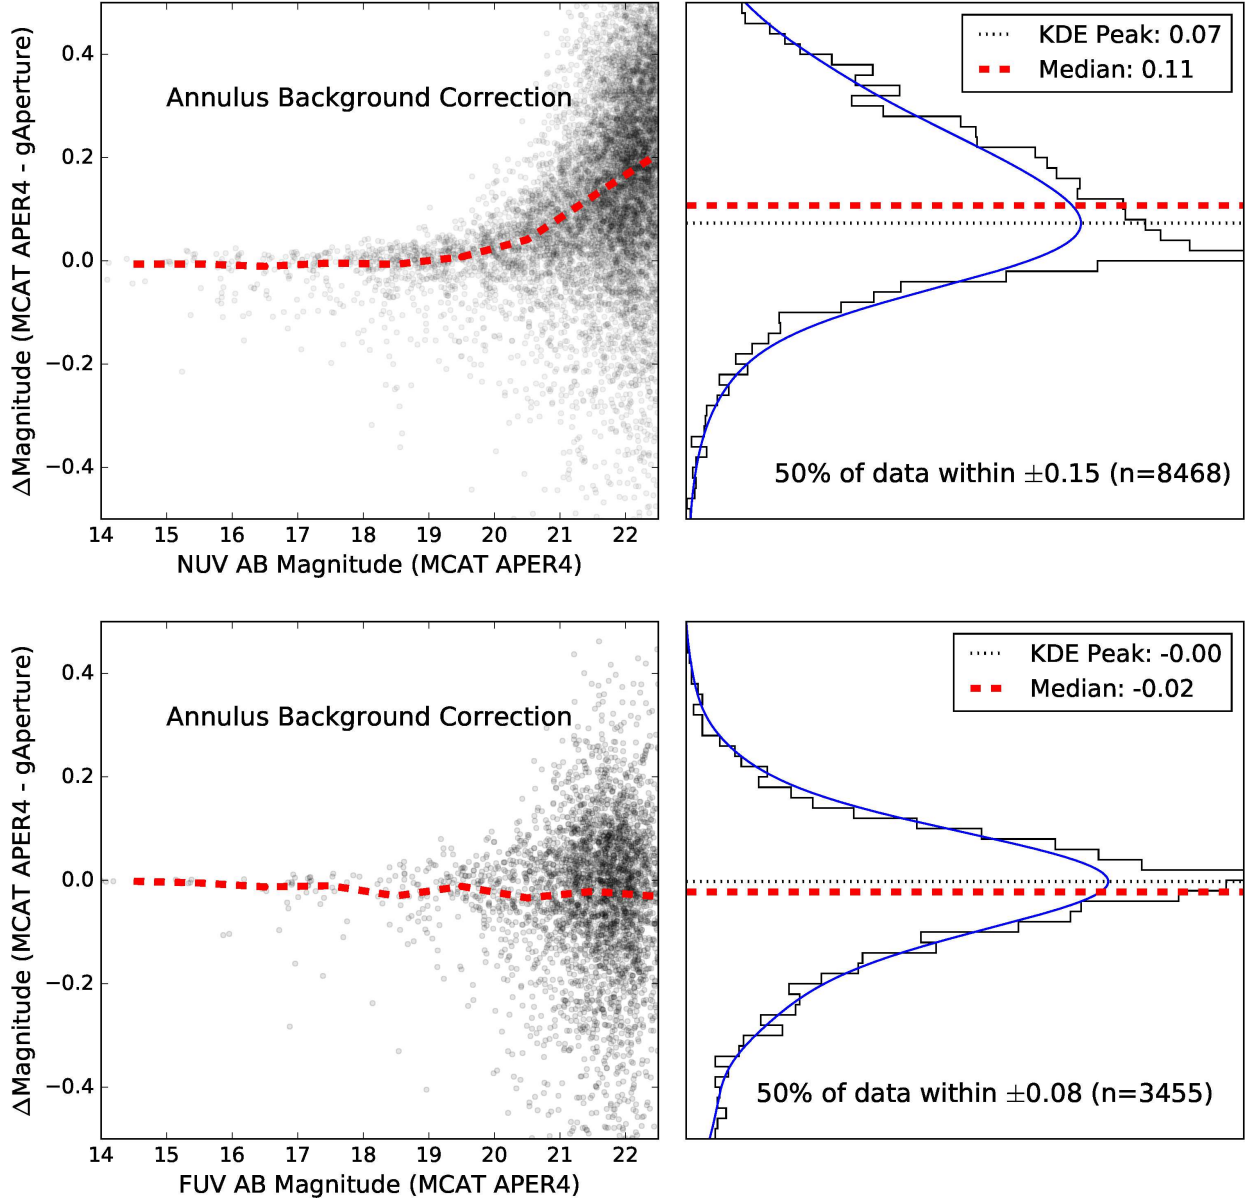 ΔMagnitude (MCAT APER4 - gAperture)
0.4
0.2
0.0
−0.2
−0.4
Annulus Background Correction
14 15 16 17 18 19 20 21 22
NUV AB Magnitude (MCAT APER4)
KDE Peak: 0.07
Median: 0.11
50% of data within ±0.15 (n=8468)
ΔMagnitude (MCAT APER4 - gAperture)
0.4
0.2
0.0
−0.2
−0.4
Annulus Background Correction
14 15 16 17 18 19 20 21 22
FUV AB Magnitude (MCAT APER4)
KDE Peak: -0.00
Median: -0.02
50% of data within ±0.08 (n=3455)